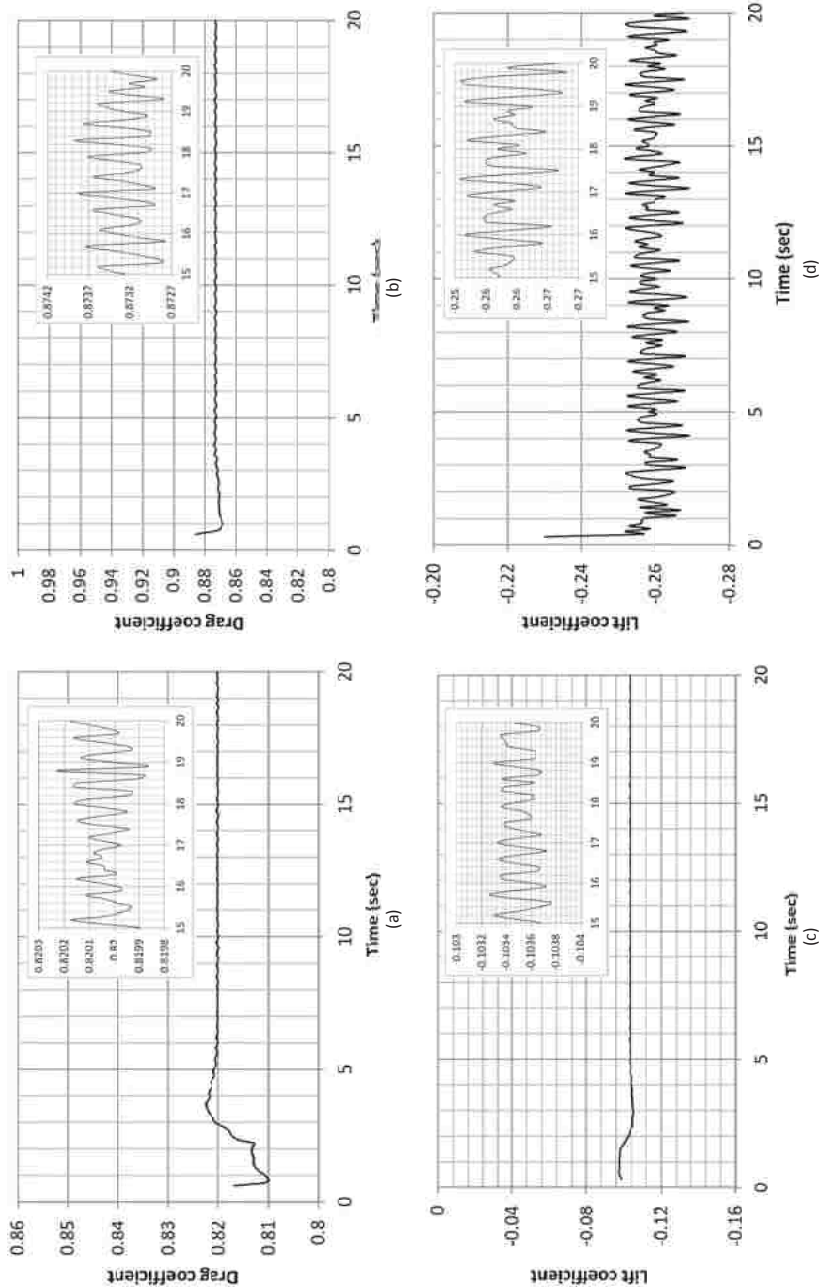 Drag coefficient
0.86
0.85
0.84
0.83
0.82
0.81
0.8
0 5 10 15 20
0.8203
0.8202
0.8201
0.83
0.8199
0.8198
15 16 17 18 19 20
Time (sec)
(a)
Drag coefficient
1
0.98
0.96
0.94
0.92
0.9
0.88
0.86
0.84
0.82
0.8
0 5 10 15 20
0.8742
0.8737
0.8732
0.8727
15 16 17 18 19 20
(b)
Lift coefficient
0
-0.04
-0.08
-0.12
-0.16
0 5 10 15 20
-0.103
-0.1032
-0.1034
-0.1036
-0.1038
-0.104
15 16 17 18 19 20
Time (sec)
(c)
Lift coefficient
-0.20
-0.22
-0.24
-0.26
-0.28
0 5 10 15 20
-0.25
-0.26
-0.26
-0.27
-0.27
15 16 17 18 19 20
Time (sec)
(d)